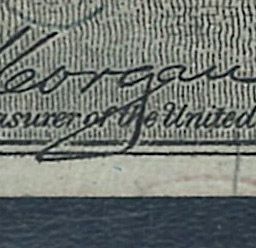 Morgan
asurer of the United